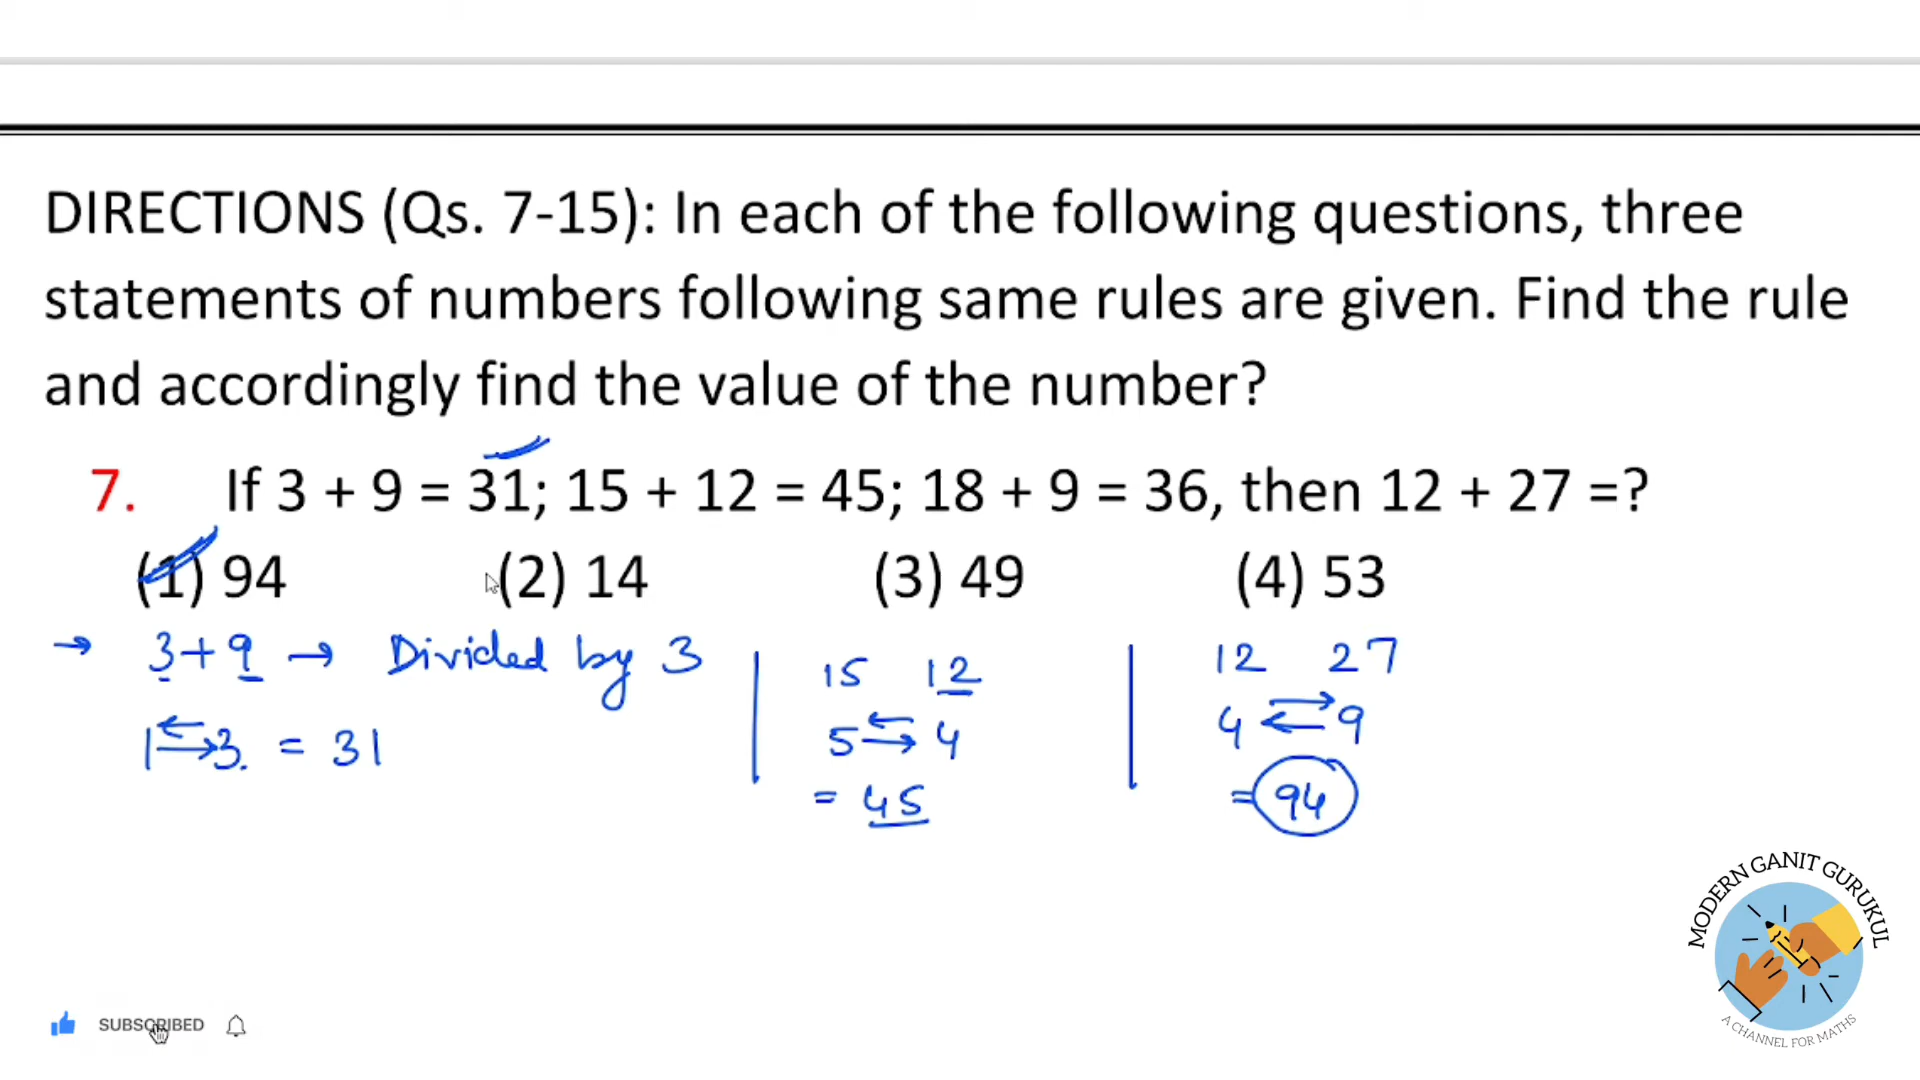 DIRECTIONS (Qs. 7-15): In each of the following questions, three
statements of numbers following same rules are given. Find the rule
and accordingly find the value of the number?
7. If 3 + 9 = 31; 15 + 12 = 45; 18 + 9 = 36, then 12 + 27 =?
(1) 94 (2) 14 (3) 49 (4) 53
→ 3+9 → Divided by 3
1 3. = 31
15 12
5 4
= 45
12 27
4 9
= 94
MODERN GANIT GURUKUL
A CHANNEL FOR MATHS
SUBSCRIBED